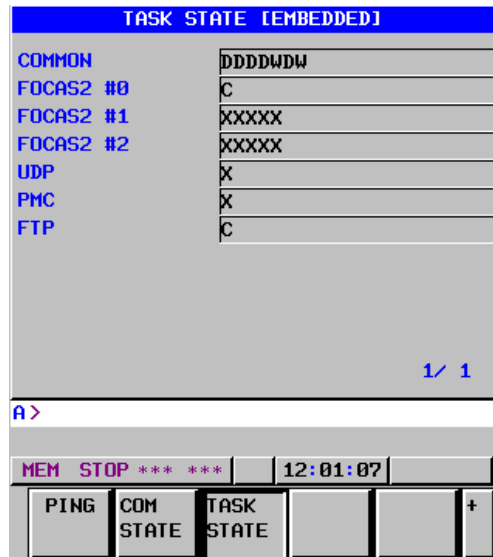 TASK STATE [EMBEDDED]
COMMON DDDDWDW
FOCAS2 #0 C
FOCAS2 #1 XXXXX
FOCAS2 #2 XXXXX
UDP X
PMC X
FTP C
1/ 1
A>
MEM STOP *** *** 12:01:07
PING COM STATE TASK STATE +